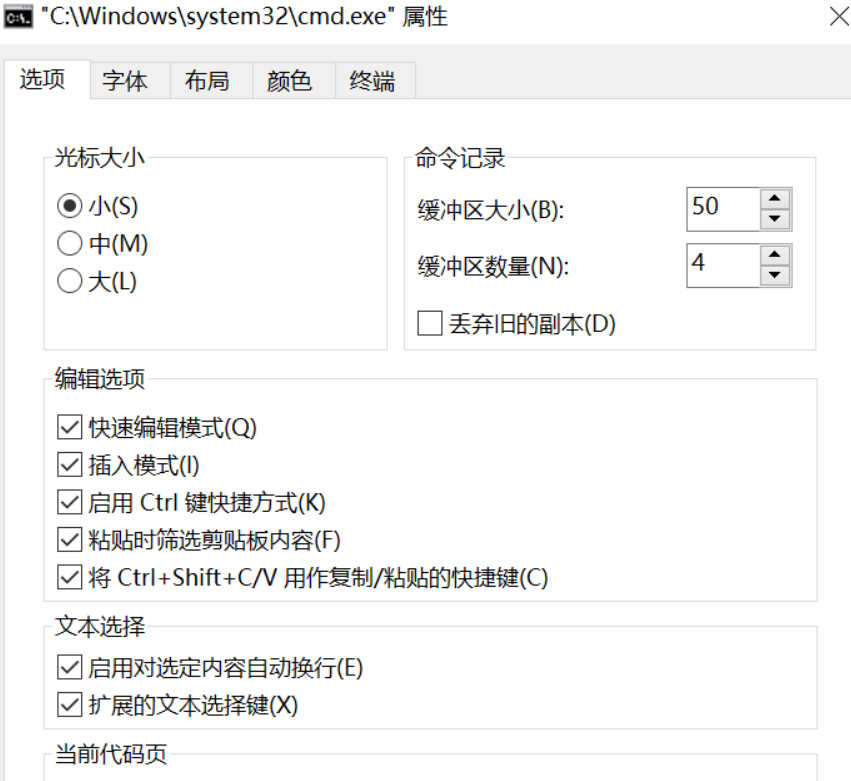 "C:\Windows\system32\cmd.exe" 属性
选项 字体 布局 颜色 终端
光标大小
小(S)
中(M)
大(L)
命令记录
缓冲区大小(B): 50
缓冲区数量(N): 4
丢弃旧的副本(D)
编辑选项
快速编辑模式(Q)
插入模式(I)
启用 Ctrl 键快捷方式(K)
粘贴时筛选剪贴板内容(F)
将 Ctrl+Shift+C/V 用作复制/粘贴的快捷键(C)
文本选择
启用对选定内容自动换行(E)
扩展的文本选择键(X)
当前代码页